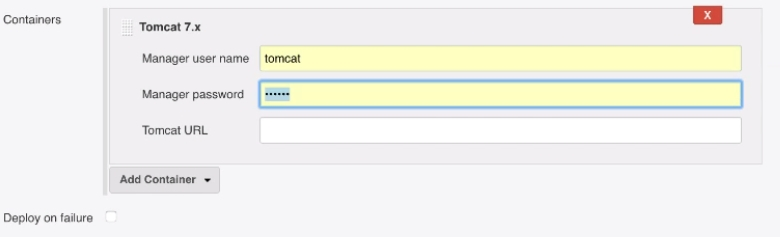 Containers
Tomcat 7.x
X
Manager user name tomcat
Manager password ••••••
Tomcat URL
Add Container
Deploy on failure